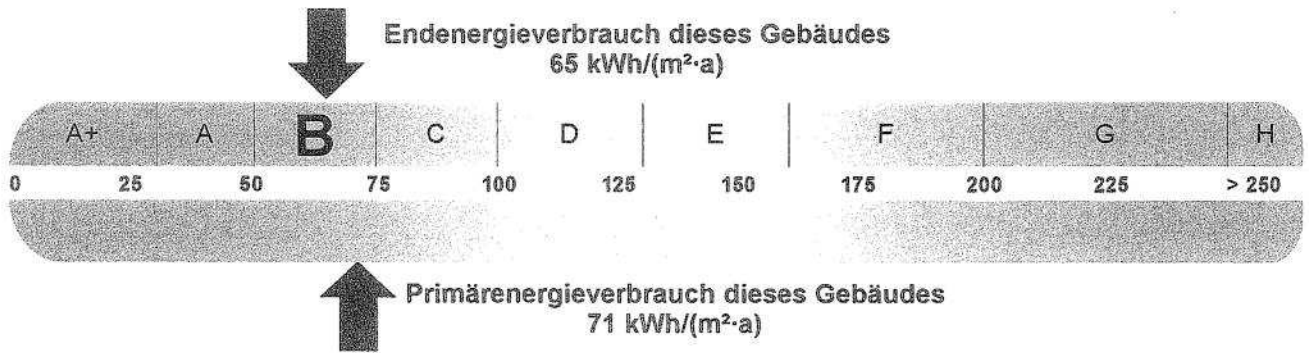 Endenergieverbrauch dieses Gebäudes
65 kWh/(m²·a)
A+ A B C D E F G H
0 25 50 75 100 125 150 175 200 225 > 250
Primärenergieverbrauch dieses Gebäudes
71 kWh/(m²·a)